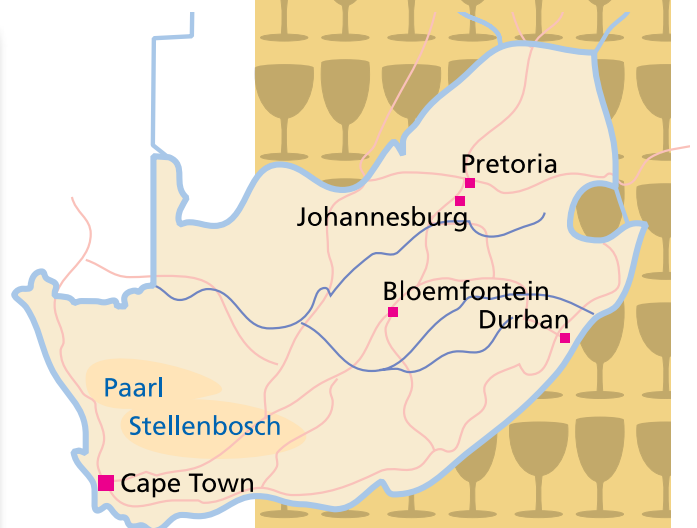 Pretoria
Johannesburg
Bloemfontein
Durban
Paarl
Stellenbosch
Cape Town